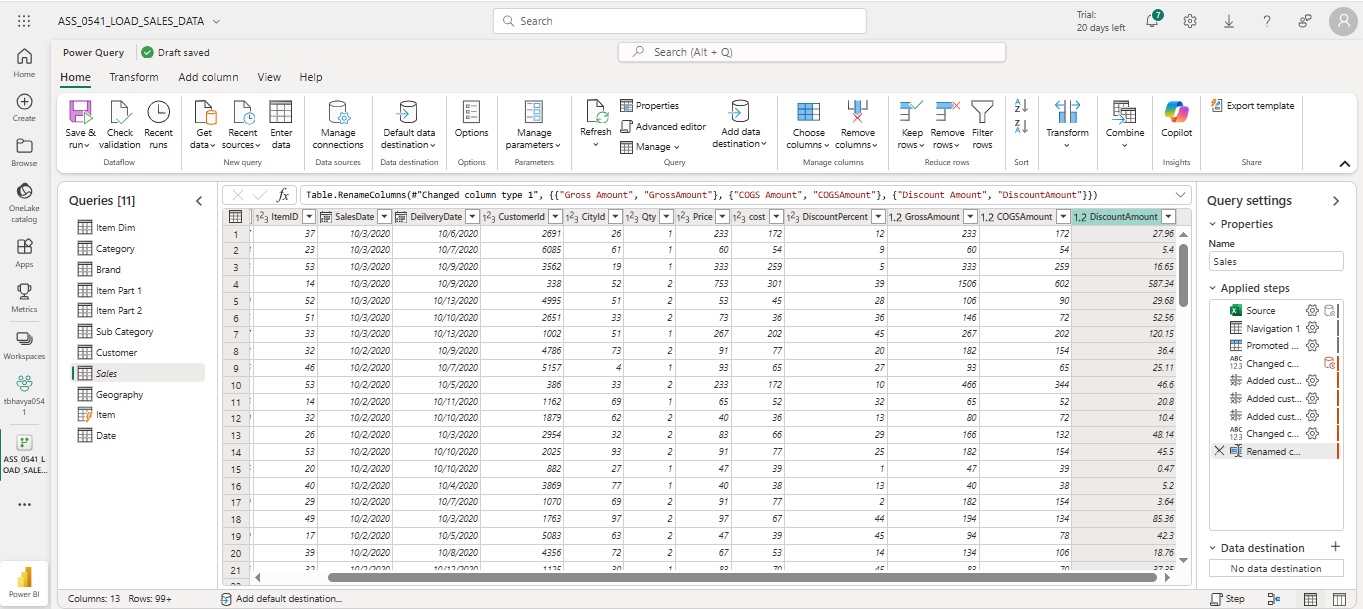 ASS_0541_LOAD_SALES_DATA
Search
Trial:
20 days left
7
Home
Create
Browse
OneLake
catalog
Apps
Metrics
Workspaces
tbhavya054
1
ASS_0541_L
OAD_SALE...
Power BI
Power Query
Draft saved
Search (Alt + Q)
Home Transform Add column View Help
Save & run
Check validation
Recent runs
Dataflow
Get data
Recent sources
Enter data
New query
Manage connections
Data sources
Default data destination
Data destination
Options
Options
Manage parameters
Parameters
Refresh
Properties
Advanced editor
Manage
Add data destination
Query
Choose columns
Remove columns
Manage columns
Keep rows
Remove rows
Filter rows
Reduce rows
Sort
Transform
Combine
Copilot
Insights
Export template
Share
Queries [11]
Item Dim
Category
Brand
Item Part 1
Item Part 2
Sub Category
Customer
Sales
Geography
Item
Date
fx Table.RenameColumns(#"Changed column type 1", {{"Gross Amount", "GrossAmount"}, {"COGS Amount", "COGSAmount"}, {"Discount Amount", "DiscountAmount"}})
ItemID SalesDate DeilveryDate CustomerId CityId Qty Price cost DiscountPercent GrossAmount COGSAmount DiscountAmount
1 37 10/3/2020 10/6/2020 2691 26 1 233 172 12 233 172 27.96
2 23 10/3/2020 10/7/2020 6085 61 1 60 54 9 60 54 5.4
3 53 10/3/2020 10/9/2020 3562 19 1 333 259 5 333 259 16.65
4 14 10/3/2020 10/9/2020 338 52 2 753 301 39 1506 602 587.34
5 52 10/3/2020 10/13/2020 4995 51 2 53 45 28 106 90 29.68
6 51 10/3/2020 10/10/2020 2651 33 2 73 36 36 146 72 52.56
7 33 10/3/2020 10/13/2020 1002 51 1 267 202 45 267 202 120.15
8 32 10/2/2020 10/9/2020 4786 73 2 91 77 20 182 154 36.4
9 46 10/2/2020 10/7/2020 5157 4 1 93 65 27 93 65 25.11
10 53 10/2/2020 10/5/2020 386 33 2 233 172 10 466 344 46.6
11 14 10/2/2020 10/11/2020 1162 69 1 65 52 32 65 52 20.8
12 32 10/2/2020 10/10/2020 1879 62 2 40 36 13 80 72 10.4
13 26 10/2/2020 10/3/2020 2954 32 2 83 66 29 166 132 48.14
14 53 10/2/2020 10/10/2020 2025 93 2 91 77 25 182 154 45.5
15 20 10/2/2020 10/10/2020 882 27 1 47 39 1 47 39 0.47
16 40 10/2/2020 10/4/2020 3869 77 1 40 38 13 40 38 5.2
17 29 10/2/2020 10/7/2020 1070 69 2 91 77 2 182 154 3.64
18 49 10/2/2020 10/3/2020 1763 97 2 97 67 44 194 134 85.36
19 17 10/2/2020 10/5/2020 5083 63 2 47 39 45 94 78 42.3
20 39 10/2/2020 10/8/2020 4356 72 2 67 53 14 134 106 18.76
21
Query settings
Properties
Name
Sales
Applied steps
Source
Navigation 1
Promoted ...
Changed c...
Added cust...
Added cust...
Added cust...
Changed c...
Renamed c...
Data destination
No data destination
Columns: 13 Rows: 99+
Add default destination...
Step